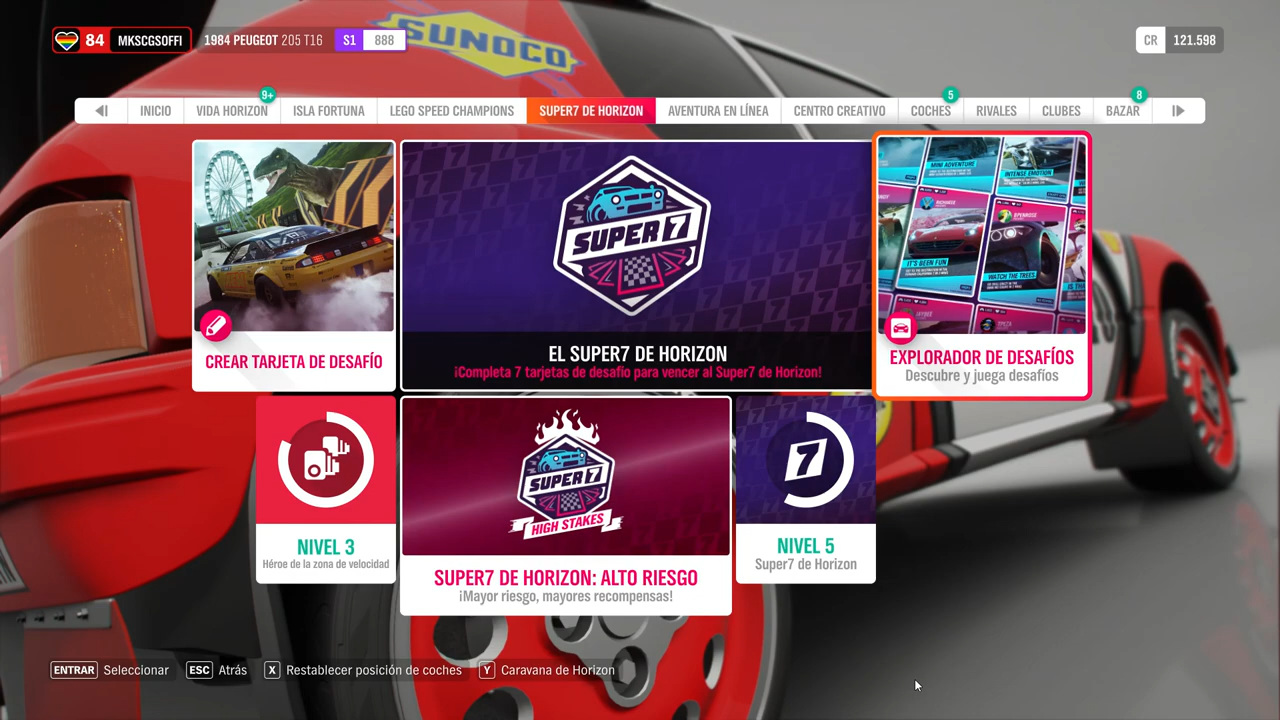 84 MKSCGSOFFI 1984 PEUGEOT 205 T16 S1 888
CR 121.598
SUNOCO
9+ 5 8
INICIO VIDA HORIZON ISLA FORTUNA LEGO SPEED CHAMPIONS SUPER7 DE HORIZON AVENTURA EN LÍNEA CENTRO CREATIVO COCHES RIVALES CLUBES BAZAR
CREAR TARJETA DE DESAFÍO
SUPER 7
EL SUPER7 DE HORIZON
¡Completa 7 tarjetas de desafío para vencer al Super7 de Horizon!
MINI ADVENTURE
INTENSE EMOTION
IT'S BEEN FUN
WATCH THE TREES
EXPLORADOR DE DESAFÍOS
Descubre y juega desafíos
NIVEL 3
Héroe de la zona de velocidad
SUPER 7
HIGH STAKES
SUPER7 DE HORIZON: ALTO RIESGO
¡Mayor riesgo, mayores recompensas!
7
NIVEL 5
Super7 de Horizon
ENTRAR Seleccionar ESC Atrás X Restablecer posición de coches Y Caravana de Horizon